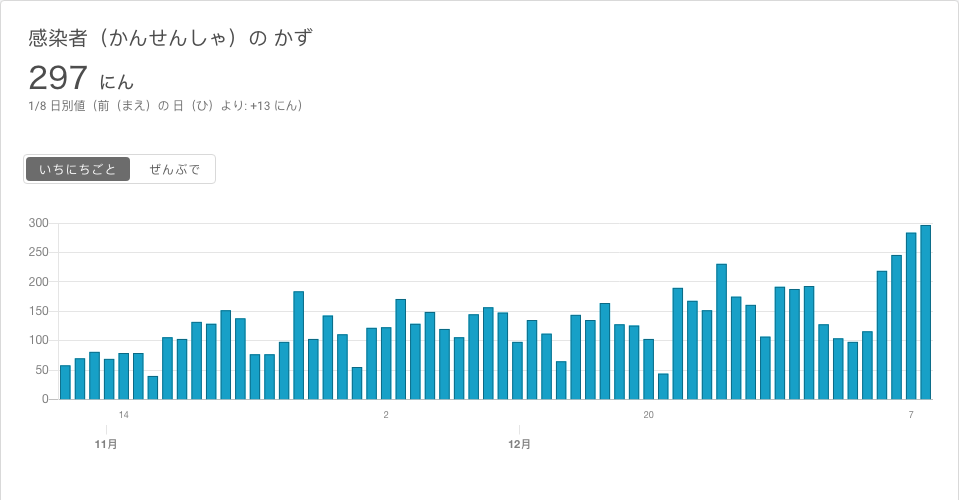 感染者（かんせんしゃ）の かず
297 にん
1/8 日別値（前（まえ）の 日（ひ）より: +13 にん）
いちにちごと ぜんぶで
300
250
200
150
100
50
0
14 2 20 7
11月 12月